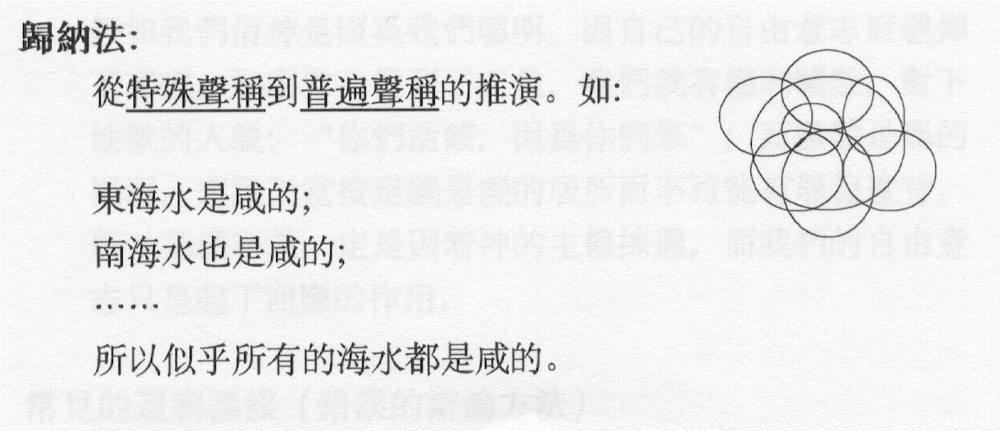 歸納法:
從特殊聲稱到普遍聲稱的推演。如:
東海水是咸的;
南海水也是咸的;
……
所以似乎所有的海水都是咸的。